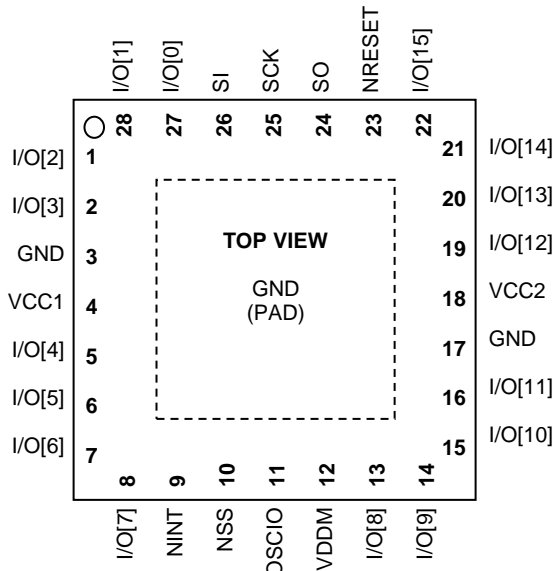 I/O[1]
I/O[0]
SI
SCK
SO
NRESET
I/O[15]
28
27
26
25
24
23
22
I/O[2]
1
I/O[3]
2
GND
3
VCC1
4
I/O[4]
5
I/O[5]
6
I/O[6]
7
TOP VIEW
GND
(PAD)
21
I/O[14]
20
I/O[13]
19
I/O[12]
18
VCC2
17
GND
16
I/O[11]
15
I/O[10]
8
9
10
11
12
13
14
I/O[7]
NINT
NSS
OSCIO
VDDM
I/O[8]
I/O[9]